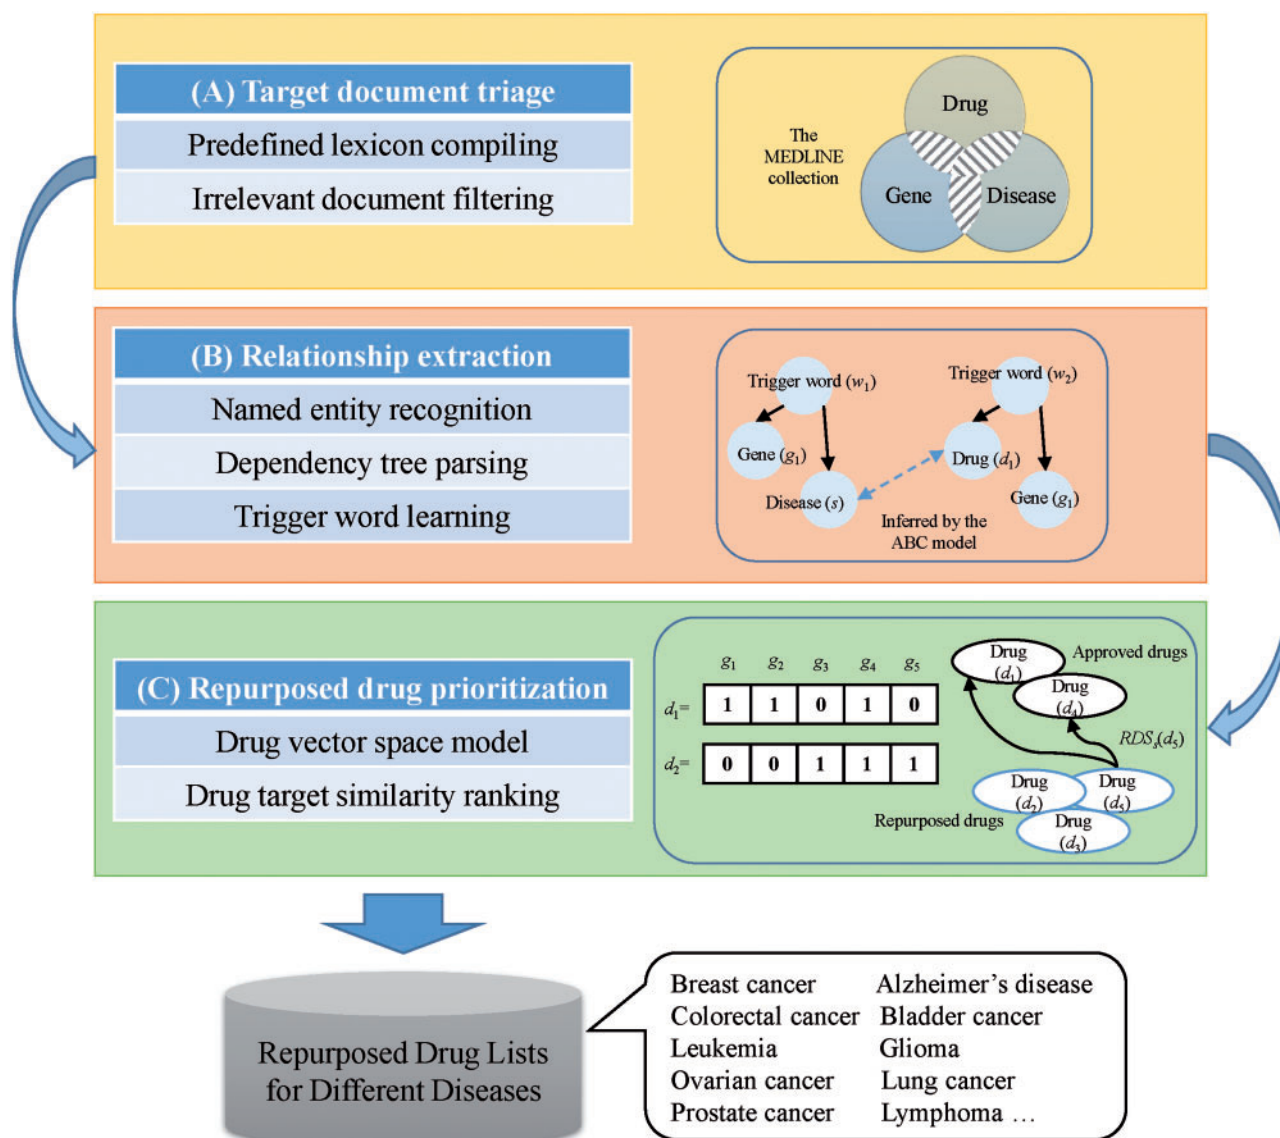 (A) Target document triage
Predefined lexicon compiling
Irrelevant document filtering
The
MEDLINE
collection
Drug
Gene
Disease
(B) Relationship extraction
Named entity recognition
Dependency tree parsing
Trigger word learning
Trigger word (w₁)
Gene (g₁)
Disease (s)
Trigger word (w₂)
Drug (d₁)
Gene (g₁)
Inferred by the
ABC model
(C) Repurposed drug prioritization
Drug vector space model
Drug target similarity ranking
g₁ g₂ g₃ g₄ g₅
d₁= 1 1 0 1 0
d₂= 0 0 1 1 1
Drug
(d₁)
Approved drugs
Drug
(d₄)
RDSₛ(d₅)
Drug
(d₂)
Drug
(d₅)
Repurposed drugs
Drug
(d₃)
Repurposed Drug Lists
for Different Diseases
Breast cancer Alzheimer's disease
Colorectal cancer Bladder cancer
Leukemia Glioma
Ovarian cancer Lung cancer
Prostate cancer Lymphoma ...